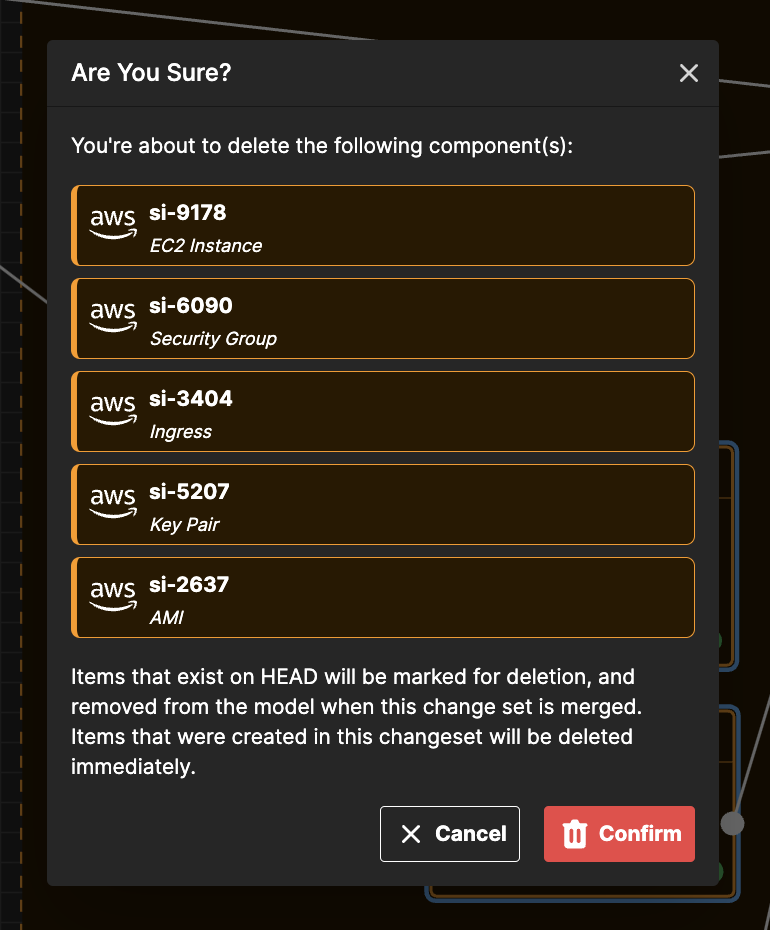 Are You Sure?
You're about to delete the following component(s):
aws
si-9178
EC2 Instance
aws
si-6090
Security Group
aws
si-3404
Ingress
aws
si-5207
Key Pair
aws
si-2637
AMI
Items that exist on HEAD will be marked for deletion, and
removed from the model when this change set is merged.
Items that were created in this changeset will be deleted
immediately.
Cancel
Confirm